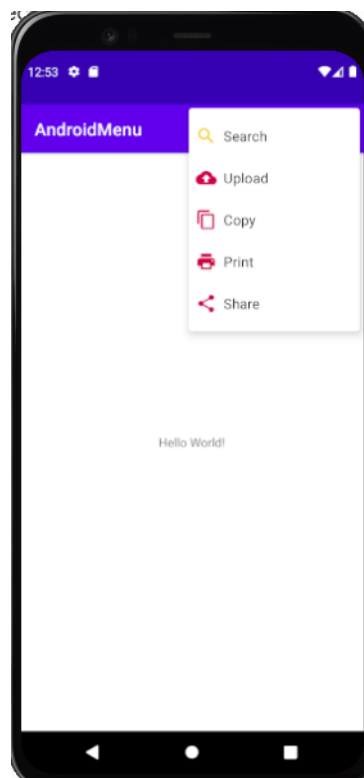 12:53
AndroidMenu
Search
Upload
Copy
Print
Share
Hello World!